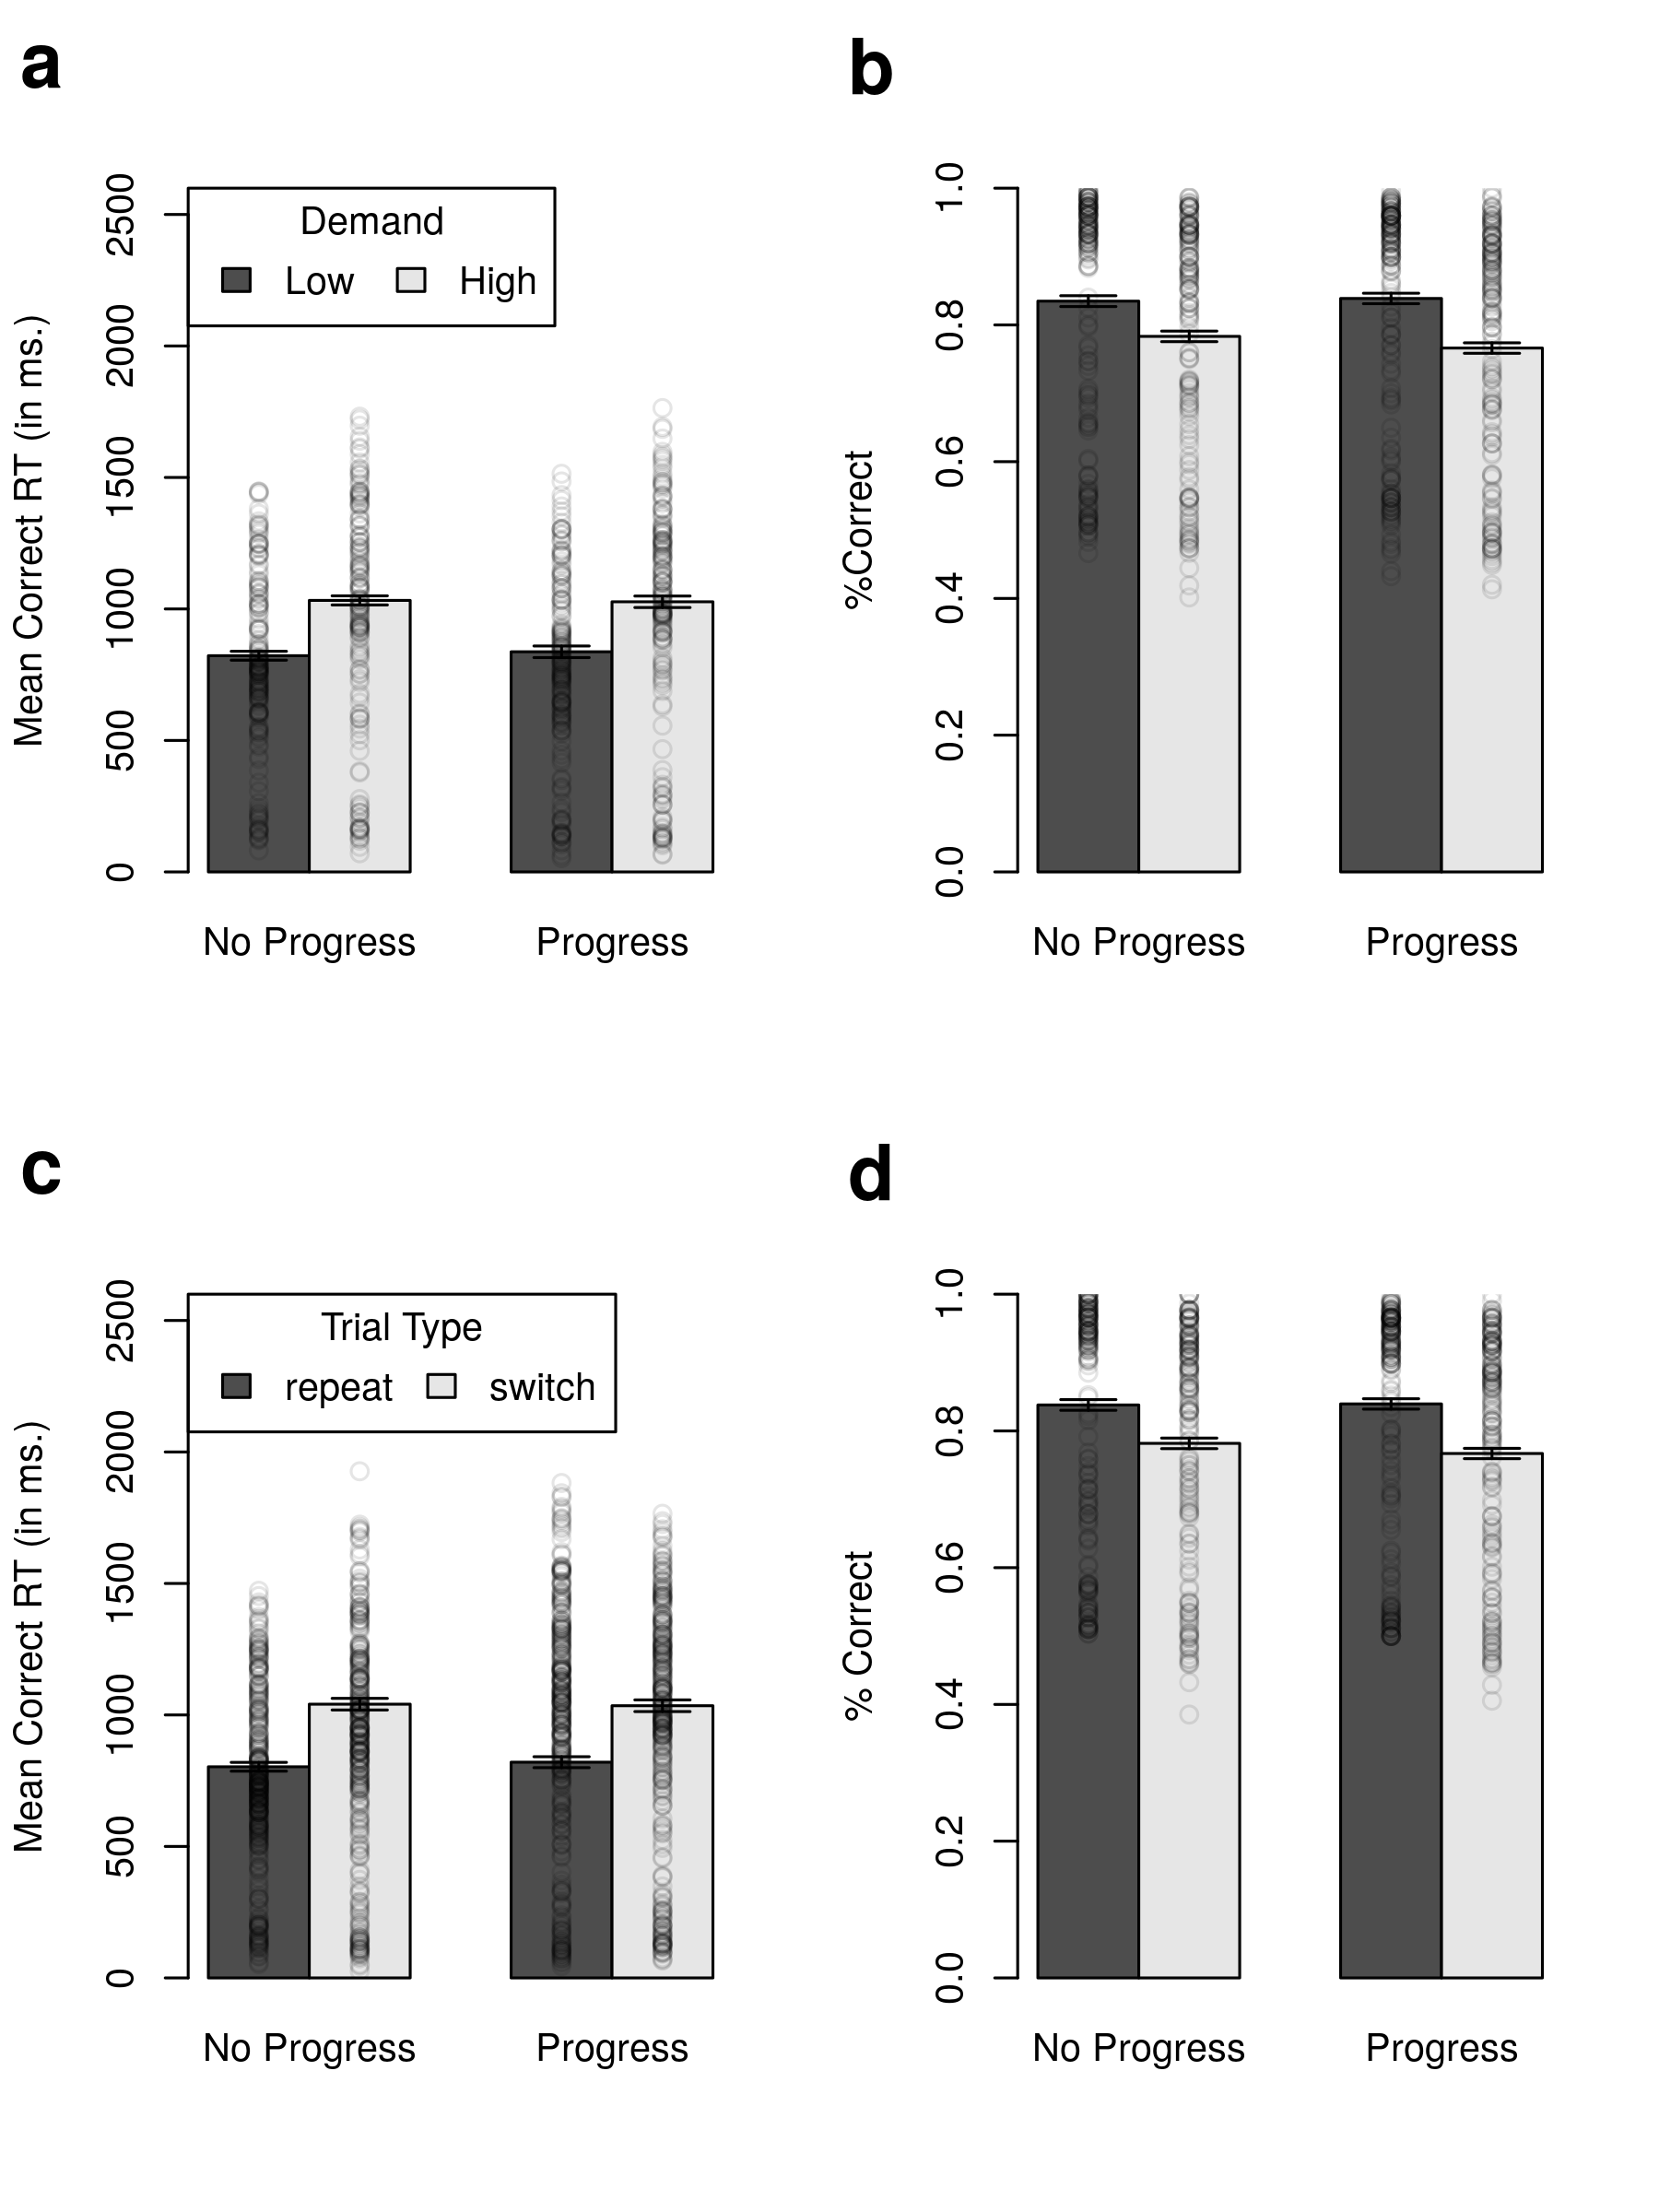 a
Mean Correct RT (in ms.)
2500
2000
1500
1000
500
0
Demand
Low High
No Progress Progress
b
%Correct
1.0
0.8
0.6
0.4
0.2
0.0
No Progress Progress
c
Mean Correct RT (in ms.)
2500
2000
1500
1000
500
0
Trial Type
repeat switch
No Progress Progress
d
% Correct
1.0
0.8
0.6
0.4
0.2
0.0
No Progress Progress